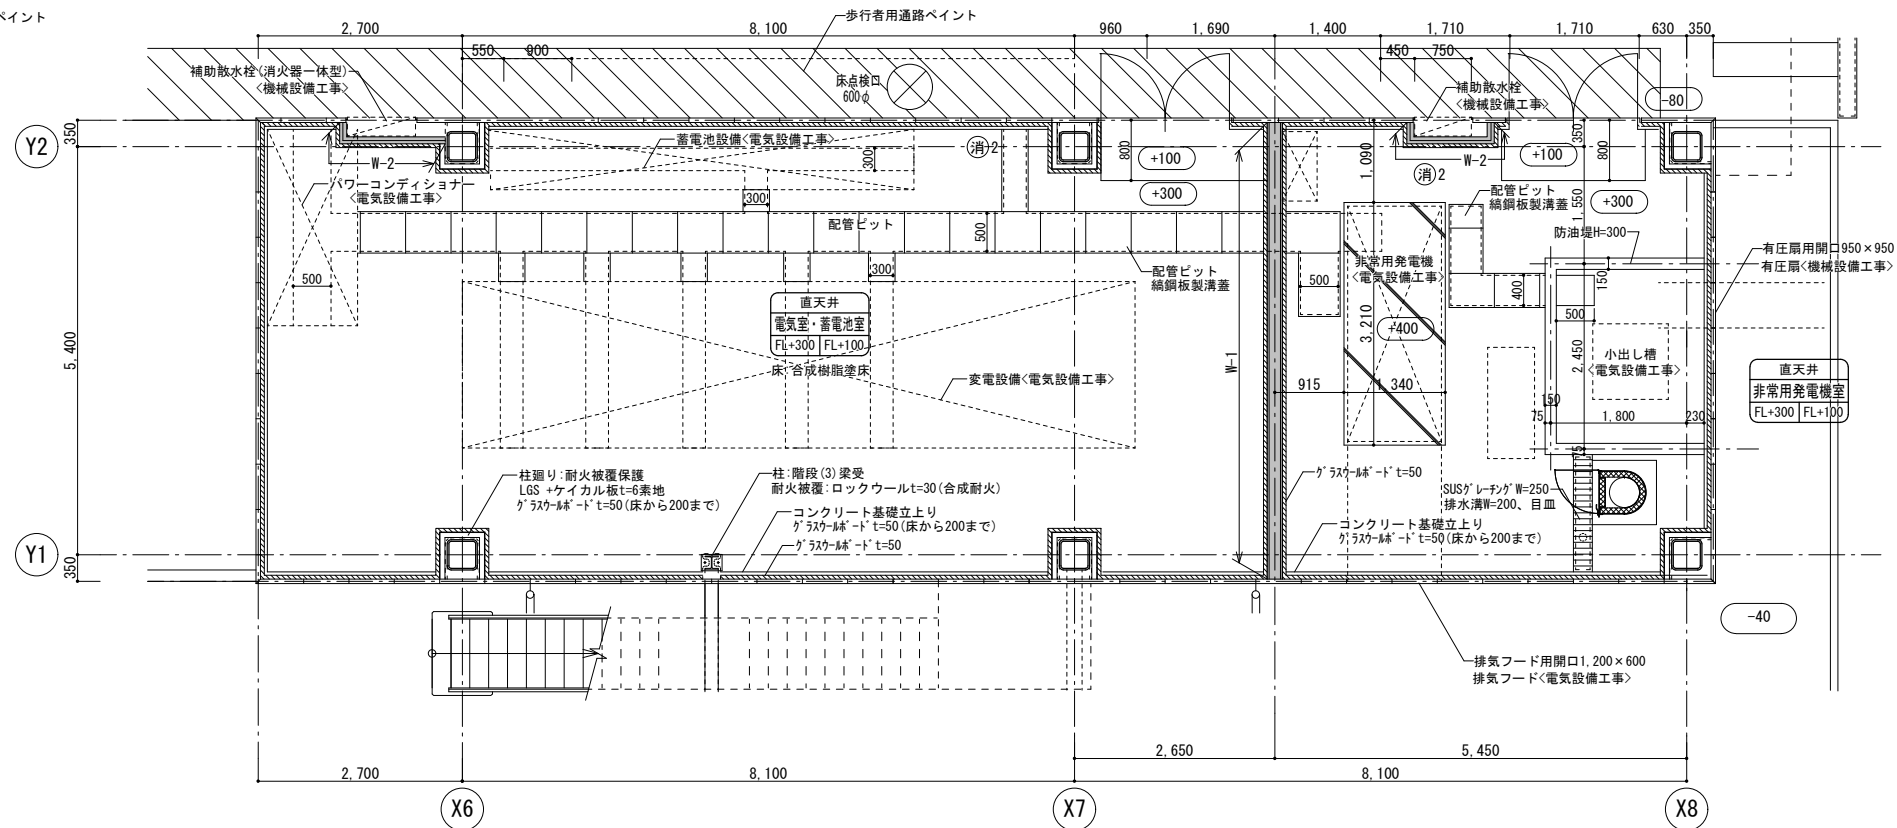 ペイント
歩行者用通路ペイント
2,700
8,100
960
1,690
1,400
1,710
1,710
630
350
550
900
450
750
補助散水栓(消火器一体型)
<機械設備工事>
床点検口
600φ
補助散水栓
<機械設備工事>
-80
Y2
350
350
蓄電池設備<電気設備工事>
消2
800
+100
+300
W-2
W-2
+100
800
消2
1,090
300
パワーコンディショナー
<電気設備工事>
300
配管ピット
500
配管ピット
縞鋼板製溝蓋
+300
1,550
防油堤H=300
有圧扇用開口950×950
有圧扇<機械設備工事>
非常用発電機
<電気設備工事>
配管ピット
縞鋼板製溝蓋
500
300
500
400
150
500
直天井
電気室・蓄電池室
FL+300 FL+100
床:合成樹脂塗床
+400
3,210
5,400
W-1
2,450
小出し槽
<電気設備工事>
変電設備<電気設備工事>
915
1,340
直天井
非常用発電機室
FL+300 FL+100
150
75
1,800
230
75
柱廻り:耐火被覆保護
LGS +ケイカル板t=6素地
グラスウールボードt=50(床から200まで)
柱:階段(3)梁受
耐火被覆:ロックウールt=30(合成耐火)
コンクリート基礎立上り
グラスウールボードt=50(床から200まで)
グラスウールボードt=50
グラスウールボードt=50
SUSグレーチングW=250
排水溝W=200、目皿
コンクリート基礎立上り
グラスウールボードt=50(床から200まで)
Y1
350
-40
排気フード用開口1,200×600
排気フード<電気設備工事>
2,650
5,450
2,700
8,100
8,100
X6
X7
X8